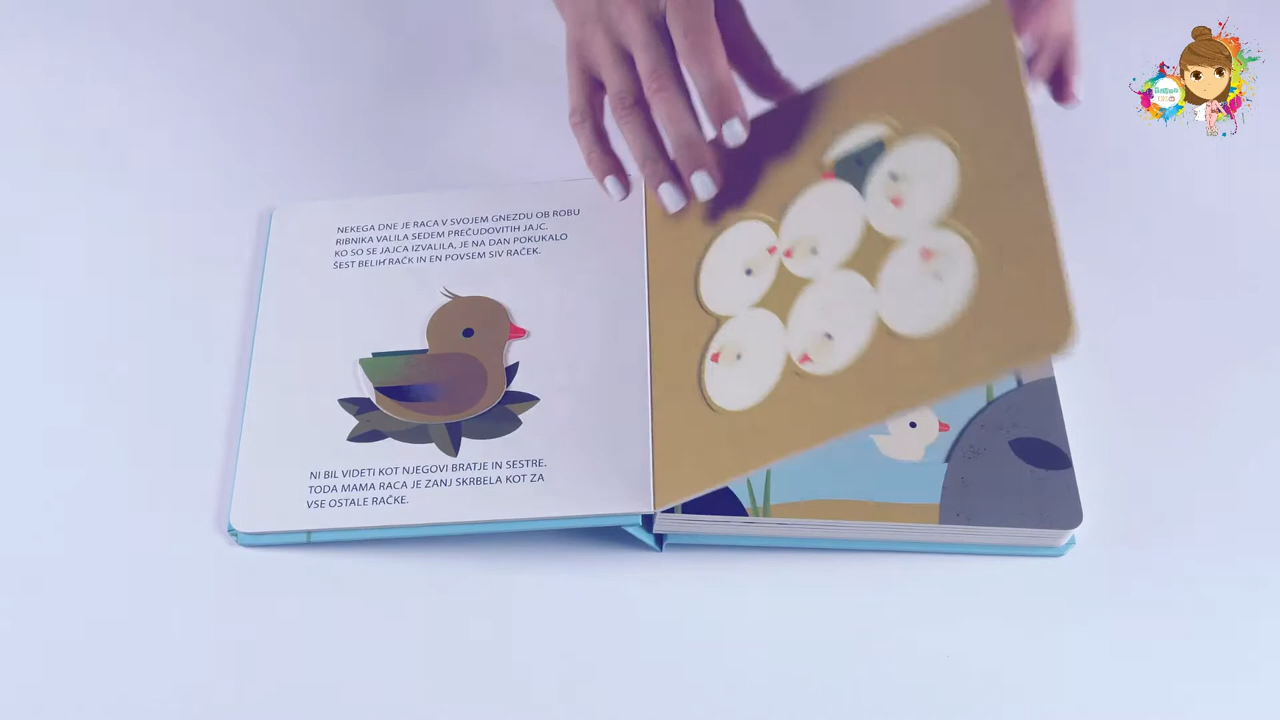 NEKEGA DNE JE RACA V SVOJEM GNEZDU OB ROBU
RIBNIKA VALILA SEDEM PREČUDOVITIH JAJC.
KO SO SE JAJCA IZVALILA, JE NA DAN POKUKALO
ŠEST BELIH RAČK IN EN POVSEM SIV RAČEK.
NI BIL VIDETI KOT NJEGOVI BRATJE IN SESTRE.
TODA MAMA RACA JE ZANJ SKRBELA KOT ZA
VSE OSTALE RAČKE.